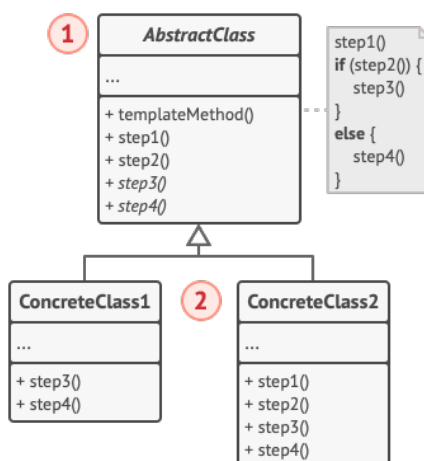 1
AbstractClass
...
+ templateMethod()
+ step1()
+ step2()
+ step3()
+ step4()
step1()
if (step2()) {
step3()
}
else {
step4()
}
ConcreteClass1
...
+ step3()
+ step4()
2
ConcreteClass2
...
+ step1()
+ step2()
+ step3()
+ step4()